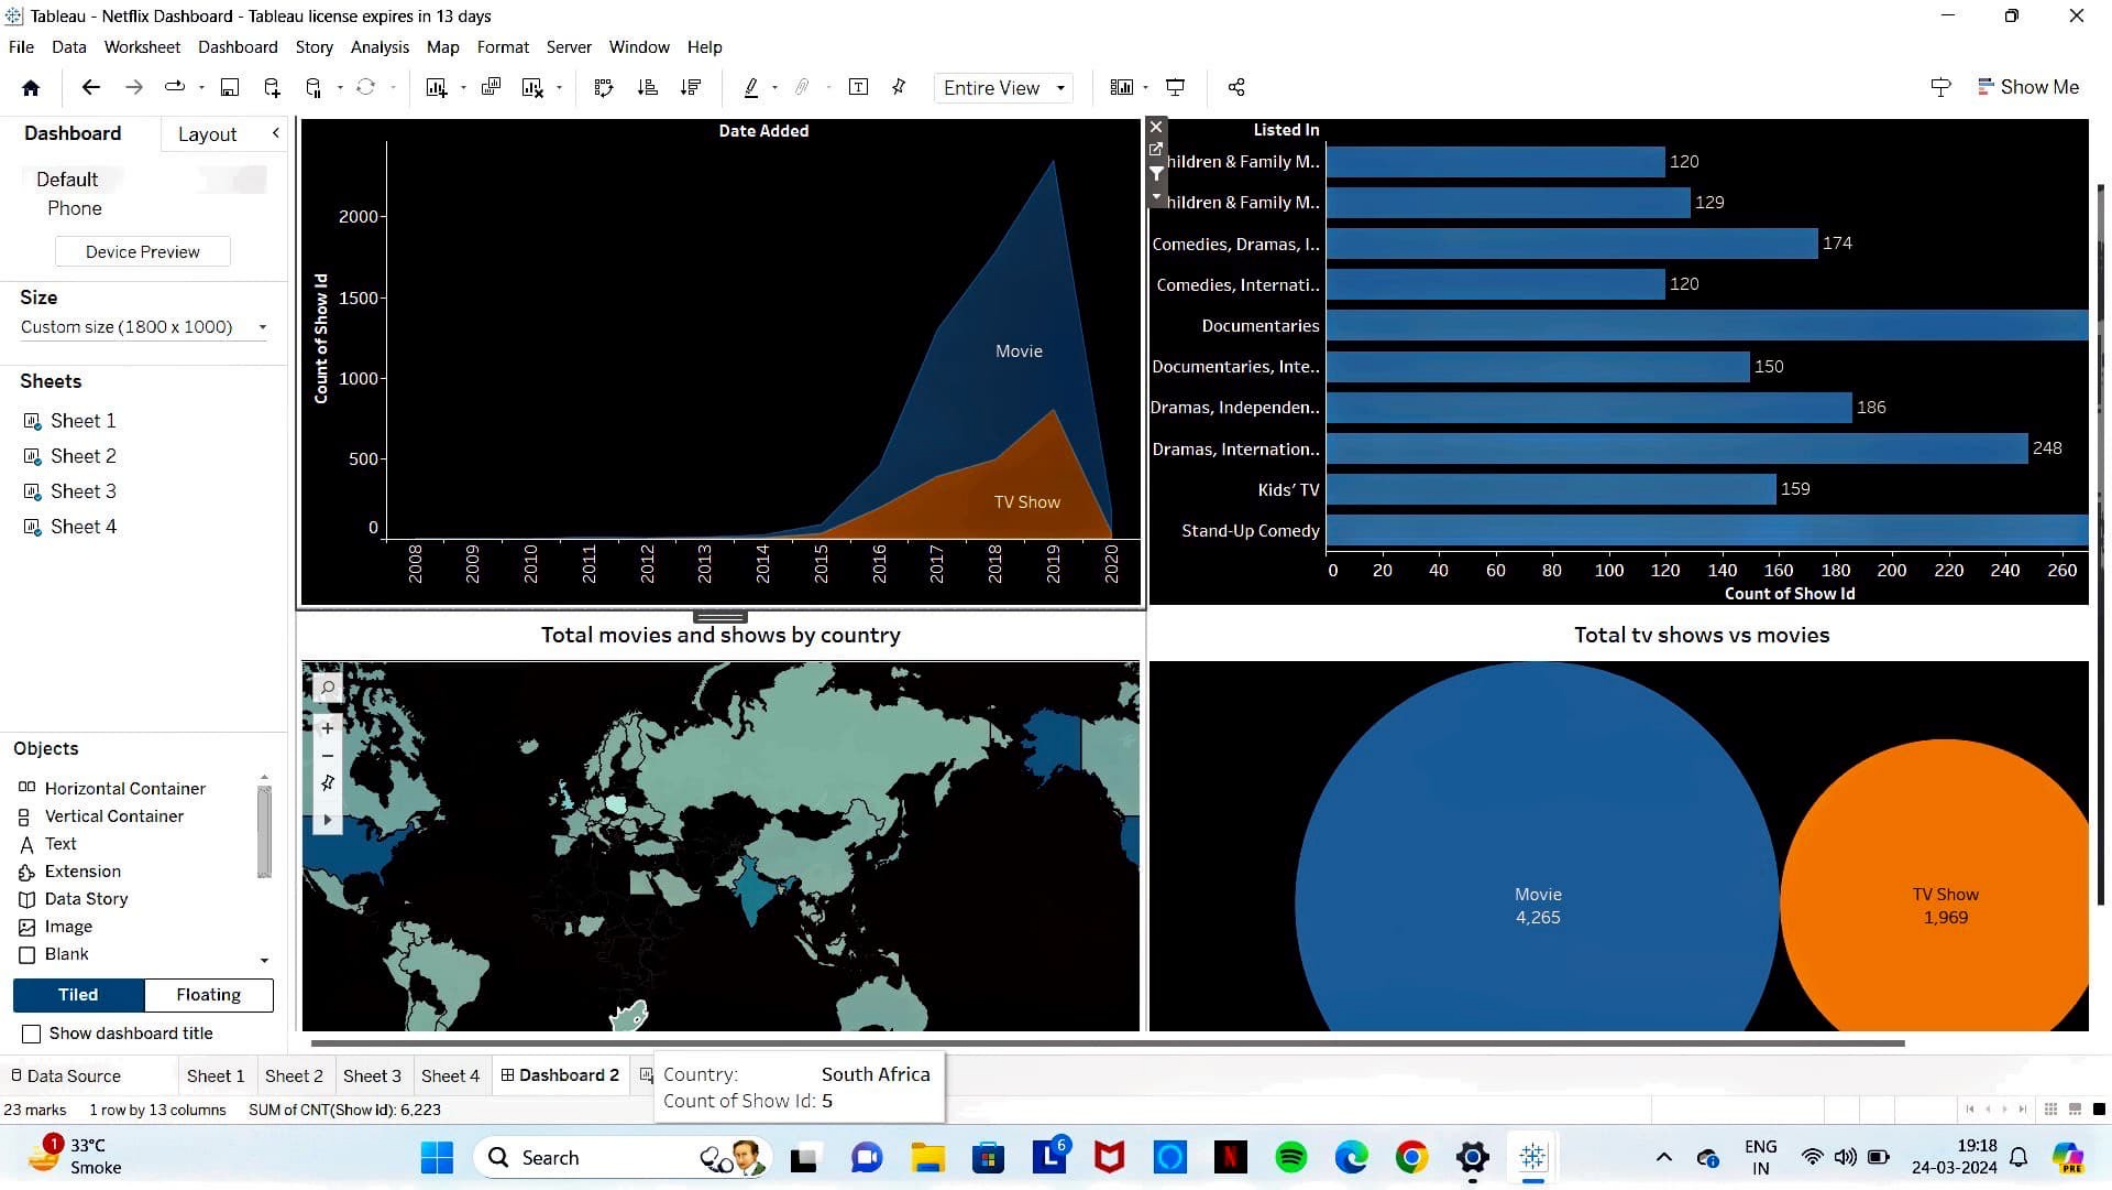 Tableau - Netflix Dashboard - Tableau license expires in 13 days
File Data Worksheet Dashboard Story Analysis Map Format Server Window Help
Entire View
Show Me
Dashboard
Layout
Default
Phone
Device Preview
Size
Custom size (1800 x 1000)
Sheets
Sheet 1
Sheet 2
Sheet 3
Sheet 4
Objects
Horizontal Container
Vertical Container
Text
Extension
Data Story
Image
Blank
Tiled
Floating
Show dashboard title
Date Added
Count of Show Id
2000
1500
1000
500
0
Movie
TV Show
2008 2009 2010 2011 2012 2013 2014 2015 2016 2017 2018 2019 2020
Listed In
hildren & Family M.. 120
hildren & Family M.. 129
Comedies, Dramas, I.. 174
Comedies, Internati.. 120
Documentaries
Documentaries, Inte.. 150
Dramas, Independen.. 186
Dramas, Internation.. 248
Kids' TV 159
Stand-Up Comedy
0 20 40 60 80 100 120 140 160 180 200 220 240 260
Count of Show Id
Total movies and shows by country
Total tv shows vs movies
Movie
4,265
TV Show
1,969
Data Source Sheet 1 Sheet 2 Sheet 3 Sheet 4 Dashboard 2
Country: South Africa
Count of Show Id: 5
23 marks 1 row by 13 columns SUM of CNT(Show Id): 6,223
1
33°C
Smoke
Search
L
6
N
ENG
IN
19:18
24-03-2024
PRE